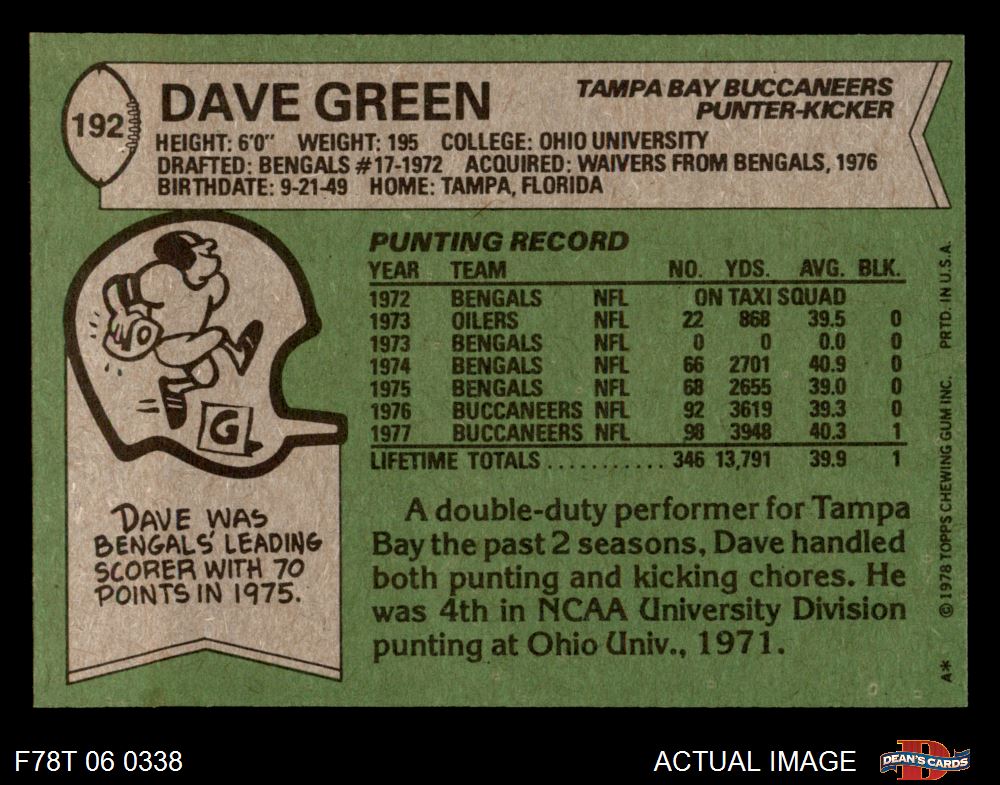 192
DAVE GREEN
TAMPA BAY BUCCANEERS
PUNTER-KICKER
HEIGHT: 6'0" WEIGHT: 195 COLLEGE: OHIO UNIVERSITY
DRAFTED: BENGALS #17-1972 ACQUIRED: WAIVERS FROM BENGALS, 1976
BIRTHDATE: 9-21-49 HOME: TAMPA, FLORIDA
PUNTING RECORD
YEAR TEAM NO. YDS. AVG. BLK.
1972 BENGALS NFL ON TAXI SQUAD
1973 OILERS NFL 22 868 39.5 0
1973 BENGALS NFL 0 0 0.0 0
1974 BENGALS NFL 66 2701 40.9 0
1975 BENGALS NFL 68 2655 39.0 0
1976 BUCCANEERS NFL 92 3619 39.3 0
1977 BUCCANEERS NFL 98 3948 40.3 1
LIFETIME TOTALS........... 346 13,791 39.9 1
G
DAVE WAS
BENGALS' LEADING
SCORER WITH 70
POINTS IN 1975.
A double-duty performer for Tampa
Bay the past 2 seasons, Dave handled
both punting and kicking chores. He
was 4th in NCAA University Division
punting at Ohio Univ., 1971.
A* © 1978 TOPPS CHEWING GUM INC. PRTD. IN U.S.A.
F78T 06 0338
ACTUAL IMAGE
DEAN'S CARDS